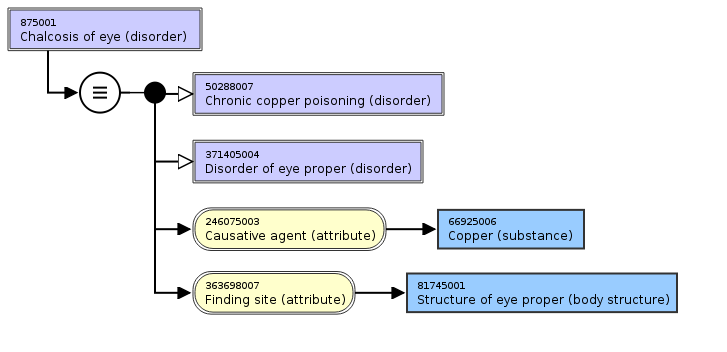 875001
Chalcosis of eye (disorder)
≡
50288007
Chronic copper poisoning (disorder)
371405004
Disorder of eye proper (disorder)
246075003
Causative agent (attribute)
66925006
Copper (substance)
363698007
Finding site (attribute)
81745001
Structure of eye proper (body structure)